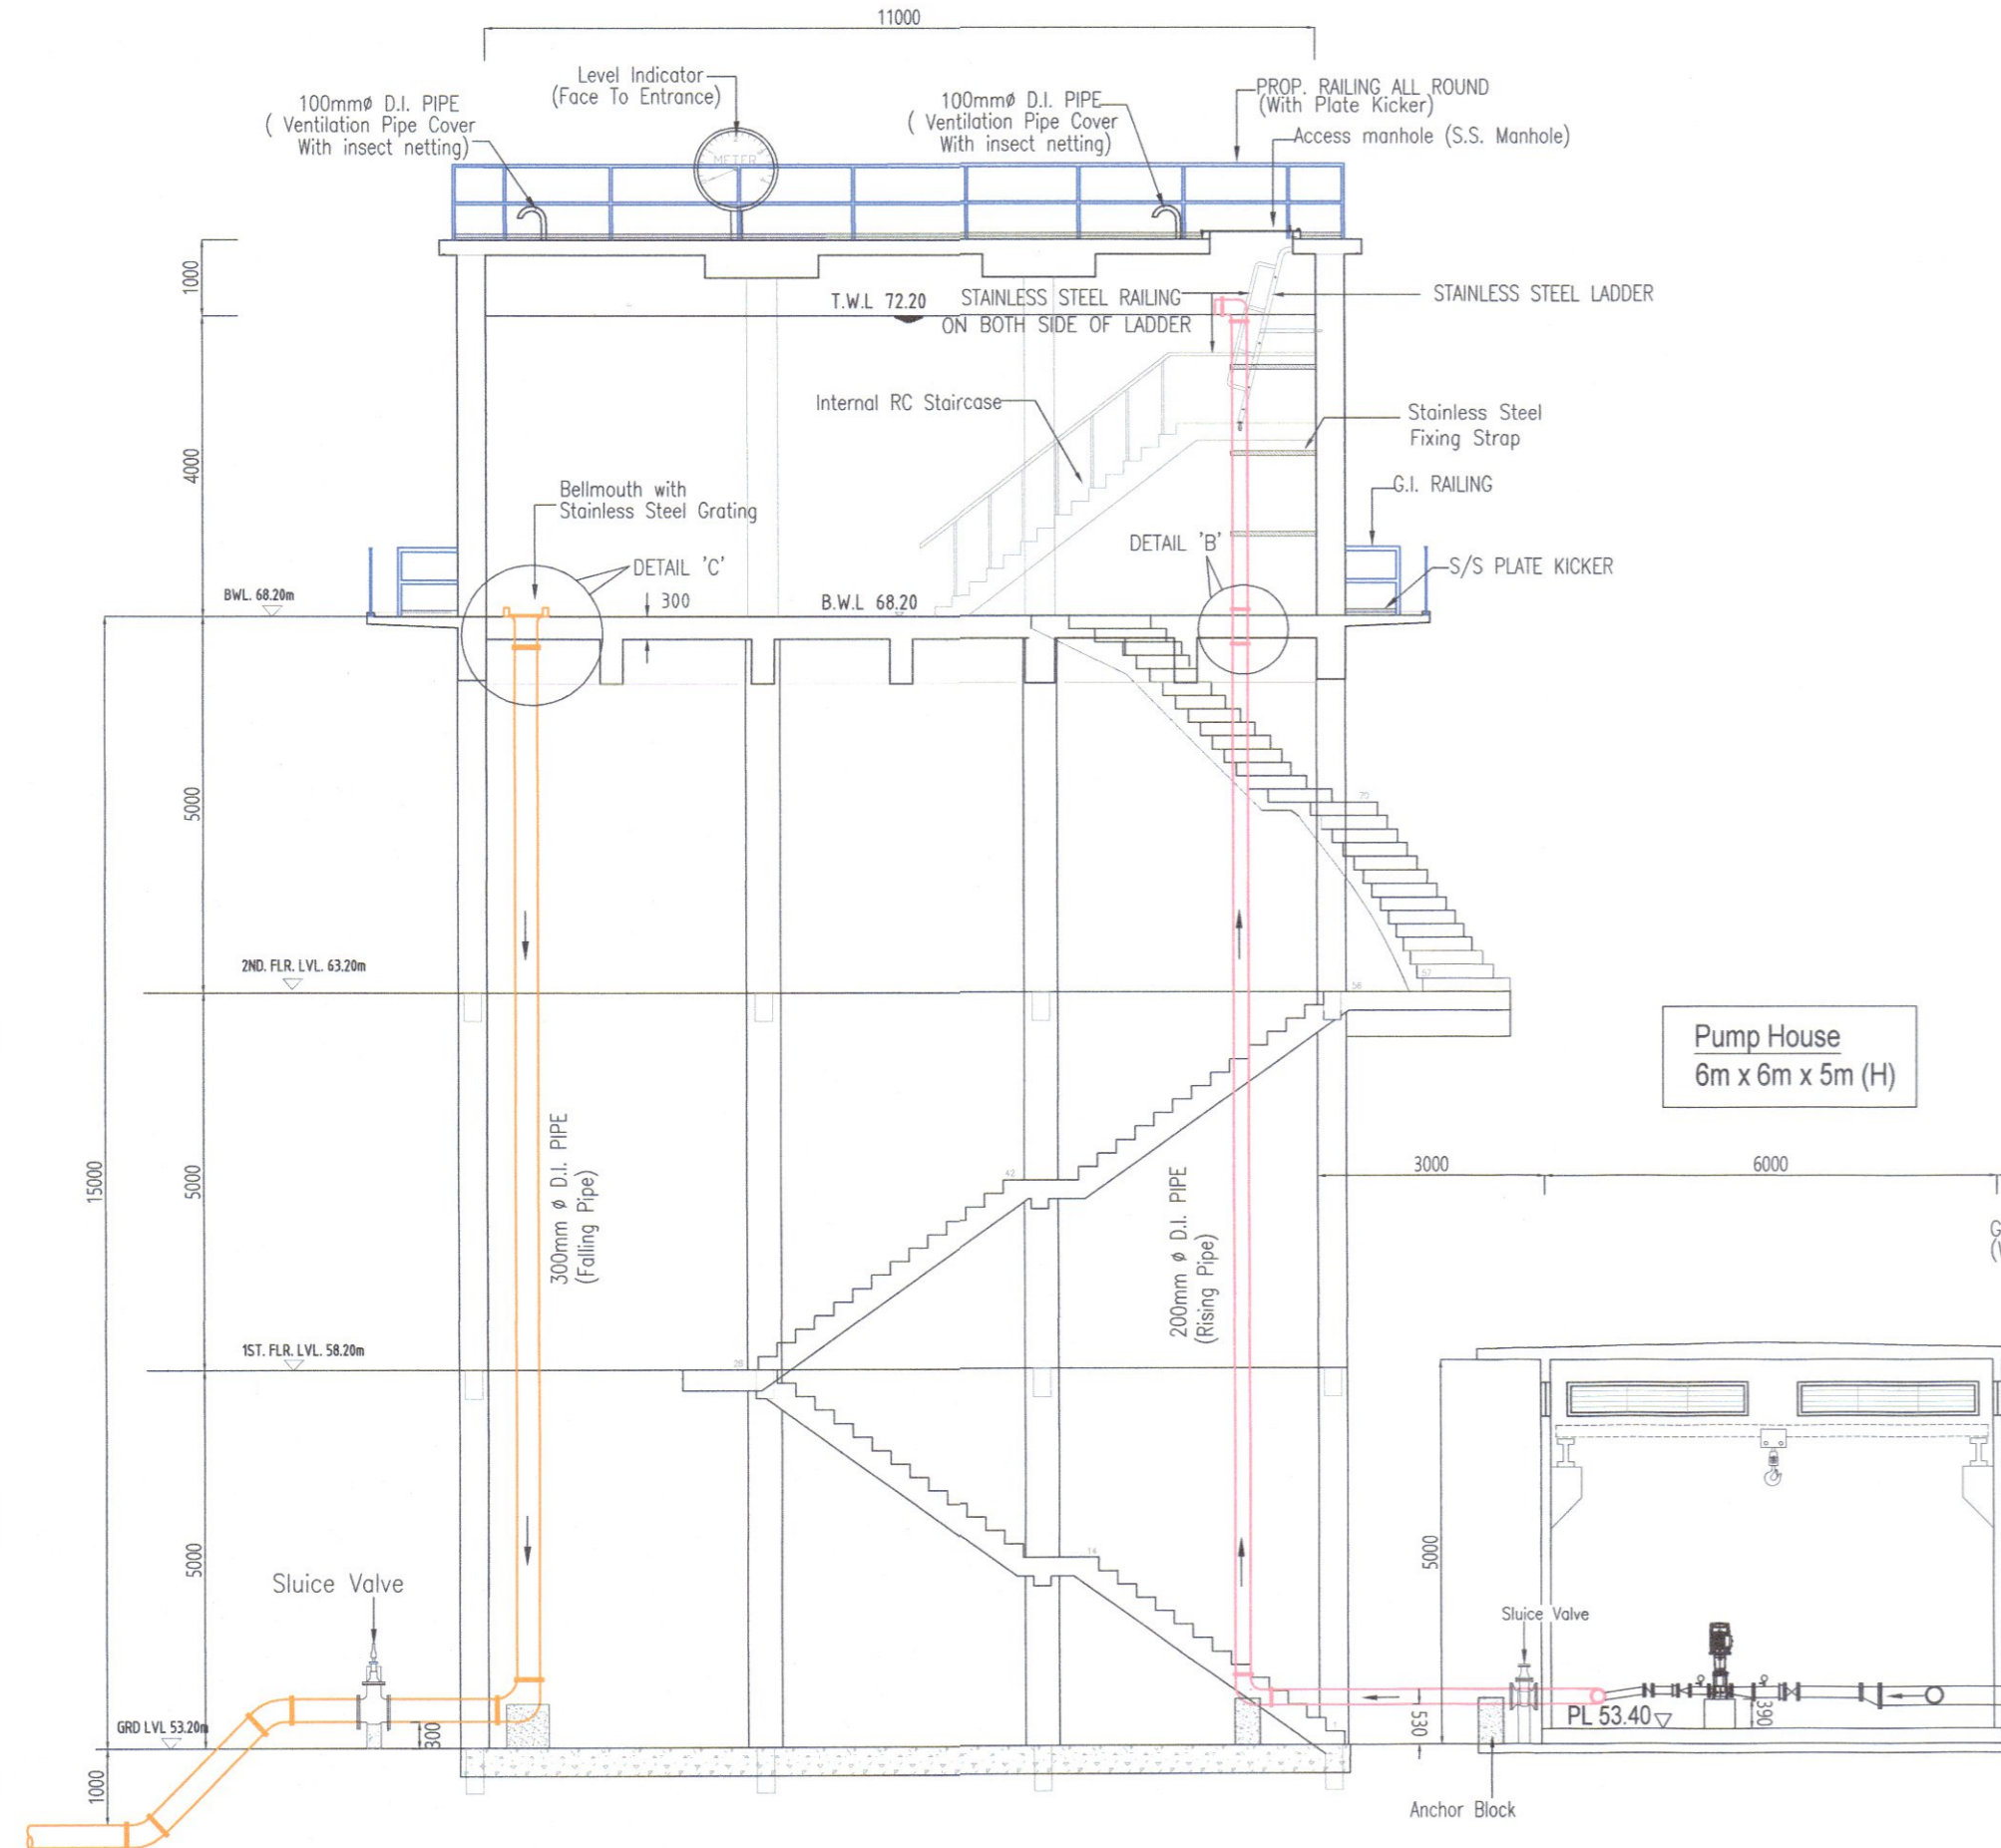 11000
Level Indicator
(Face To Entrance)
100mmø D.I. PIPE
( Ventilation Pipe Cover
With insect netting)
100mmø D.I. PIPE
( Ventilation Pipe Cover
With insect netting)
PROP. RAILING ALL ROUND
(With Plate Kicker)
Access manhole (S.S. Manhole)
METER
1000
T.W.L 72.20
STAINLESS STEEL RAILING
ON BOTH SIDE OF LADDER
STAINLESS STEEL LADDER
4000
Internal RC Staircase
Stainless Steel
Fixing Strap
Bellmouth with
Stainless Steel Grating
G.I. RAILING
DETAIL 'C'
DETAIL 'B'
S/S PLATE KICKER
BWL. 68.20m
300
B.W.L 68.20
5000
70
2ND. FLR. LVL. 63.20m
57
56
Pump House
6m x 6m x 5m (H)
15000
5000
300mm ø D.I. PIPE
(Falling Pipe)
42
200mm ø D.I. PIPE
(Rising Pipe)
3000
6000
1ST. FLR. LVL. 58.20m
28
5000
Sluice Valve
14
5000
Sluice Valve
GRD LVL 53.20m
300
530
PL 53.40
390
1000
Anchor Block